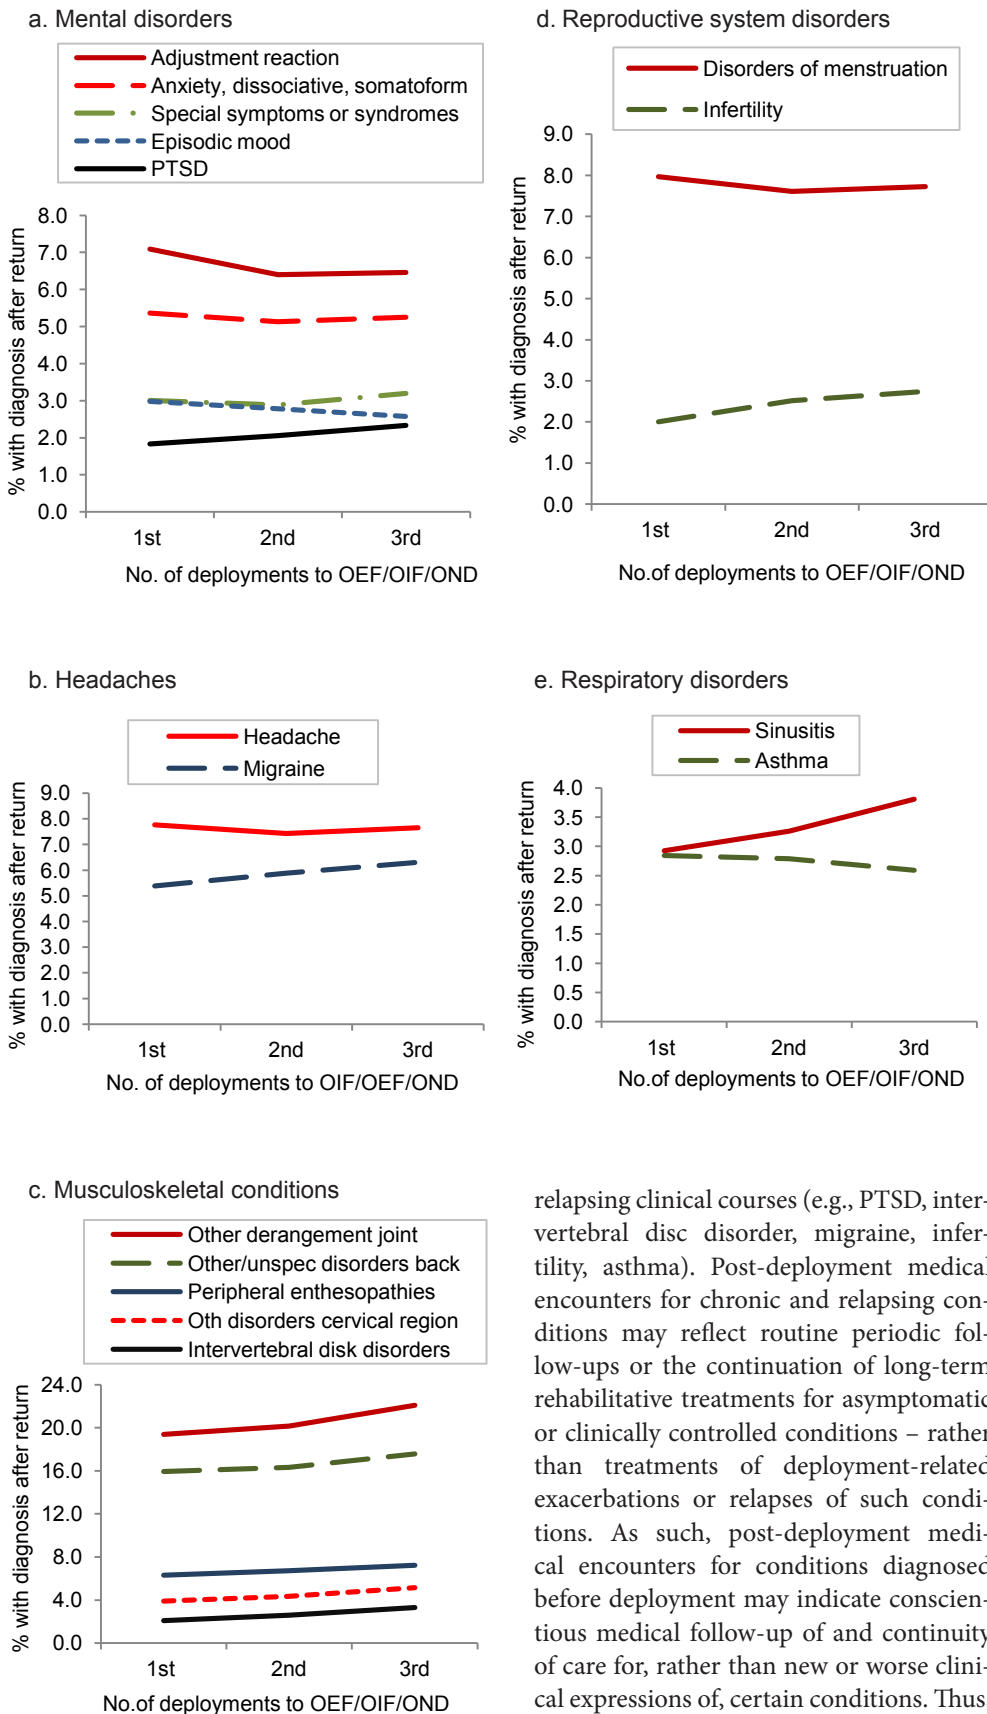 a. Mental disorders
Adjustment reaction
Anxiety, dissociative, somatoform
Special symptoms or syndromes
Episodic mood
PTSD
% with diagnosis after return
8.0
7.0
6.0
5.0
4.0
3.0
2.0
1.0
0.0
1st 2nd 3rd
No. of deployments to OEF/OIF/OND
b. Headaches
Headache
Migraine
% with diagnosis after return
9.0
8.0
7.0
6.0
5.0
4.0
3.0
2.0
1.0
0.0
1st 2nd 3rd
No. of deployments to OIF/OEF/OND
c. Musculoskeletal conditions
Other derangement joint
Other/unspec disorders back
Peripheral enthesopathies
Oth disorders cervical region
Intervertebral disk disorders
% with diagnosis after return
24.0
20.0
16.0
12.0
8.0
4.0
0.0
1st 2nd 3rd
No.of deployments to OEF/OIF/OND
d. Reproductive system disorders
Disorders of menstruation
Infertility
% with diagnosis after return
9.0
8.0
7.0
6.0
5.0
4.0
3.0
2.0
1.0
0.0
1st 2nd 3rd
No.of deployments to OEF/OIF/OND
e. Respiratory disorders
Sinusitis
Asthma
% with diagnosis after return
4.0
3.5
3.0
2.5
2.0
1.5
1.0
0.5
0.0
1st 2nd 3rd
No.of deployments to OEF/OIF/OND
relapsing clinical courses (e.g., PTSD, inter-
vertebral disc disorder, migraine, infer-
tility, asthma). Post-deployment medical
encounters for chronic and relapsing con-
ditions may reflect routine periodic fol-
low-ups or the continuation of long-term
rehabilitative treatments for asymptomatic
or clinically controlled conditions – rather
than treatments of deployment-related
exacerbations or relapses of such condi-
tions. As such, post-deployment medi-
cal encounters for conditions diagnosed
before deployment may indicate conscien-
tious medical follow-up of and continuity
of care for, rather than new or worse clini-
cal expressions of, certain conditions. Thus,